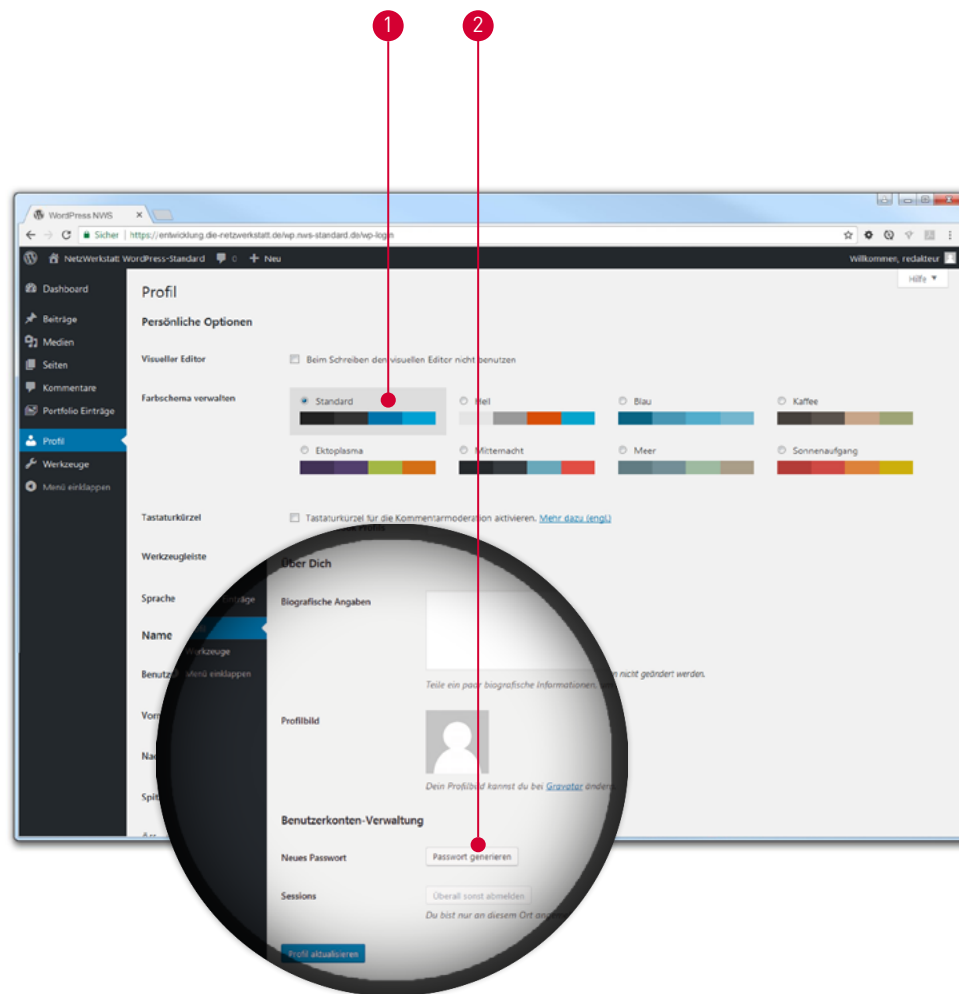 1 2
WordPress NWS
Sicher | https://entwicklung.die-netzwerkstatt.de/wp.nws-standard.de/wp-login
NetzWerkstatt WordPress-Standard 0 + Neu Willkommen, redakteur
Hilfe
Dashboard
Beiträge
Medien
Seiten
Kommentare
Portfolio Einträge
Profil
Werkzeuge
Menü einklappen
Profil
Persönliche Optionen
Visueller Editor Beim Schreiben den visuellen Editor nicht benutzen
Farbschema verwalten Standard Hell Blau Kaffee
Ektoplasma Mitternacht Meer Sonnenaufgang
Tastaturkürzel Tastaturkürzel für die Kommentarmoderation aktivieren. Mehr dazu (engl.)
Werkzeugleiste
Sprache
Name
Über Dich
Biografische Angaben
Werkzeuge
Menü einklappen
nicht geändert werden.
Teile ein paar biografische Informationen,
Profilbild
Dein Profilbild kannst du bei Gravatar
Benutzerkonten-Verwaltung
Neues Passwort Passwort generieren
Sessions Überall sonst abmelden
Du bist nur an diesem Ort
Profil aktualisieren